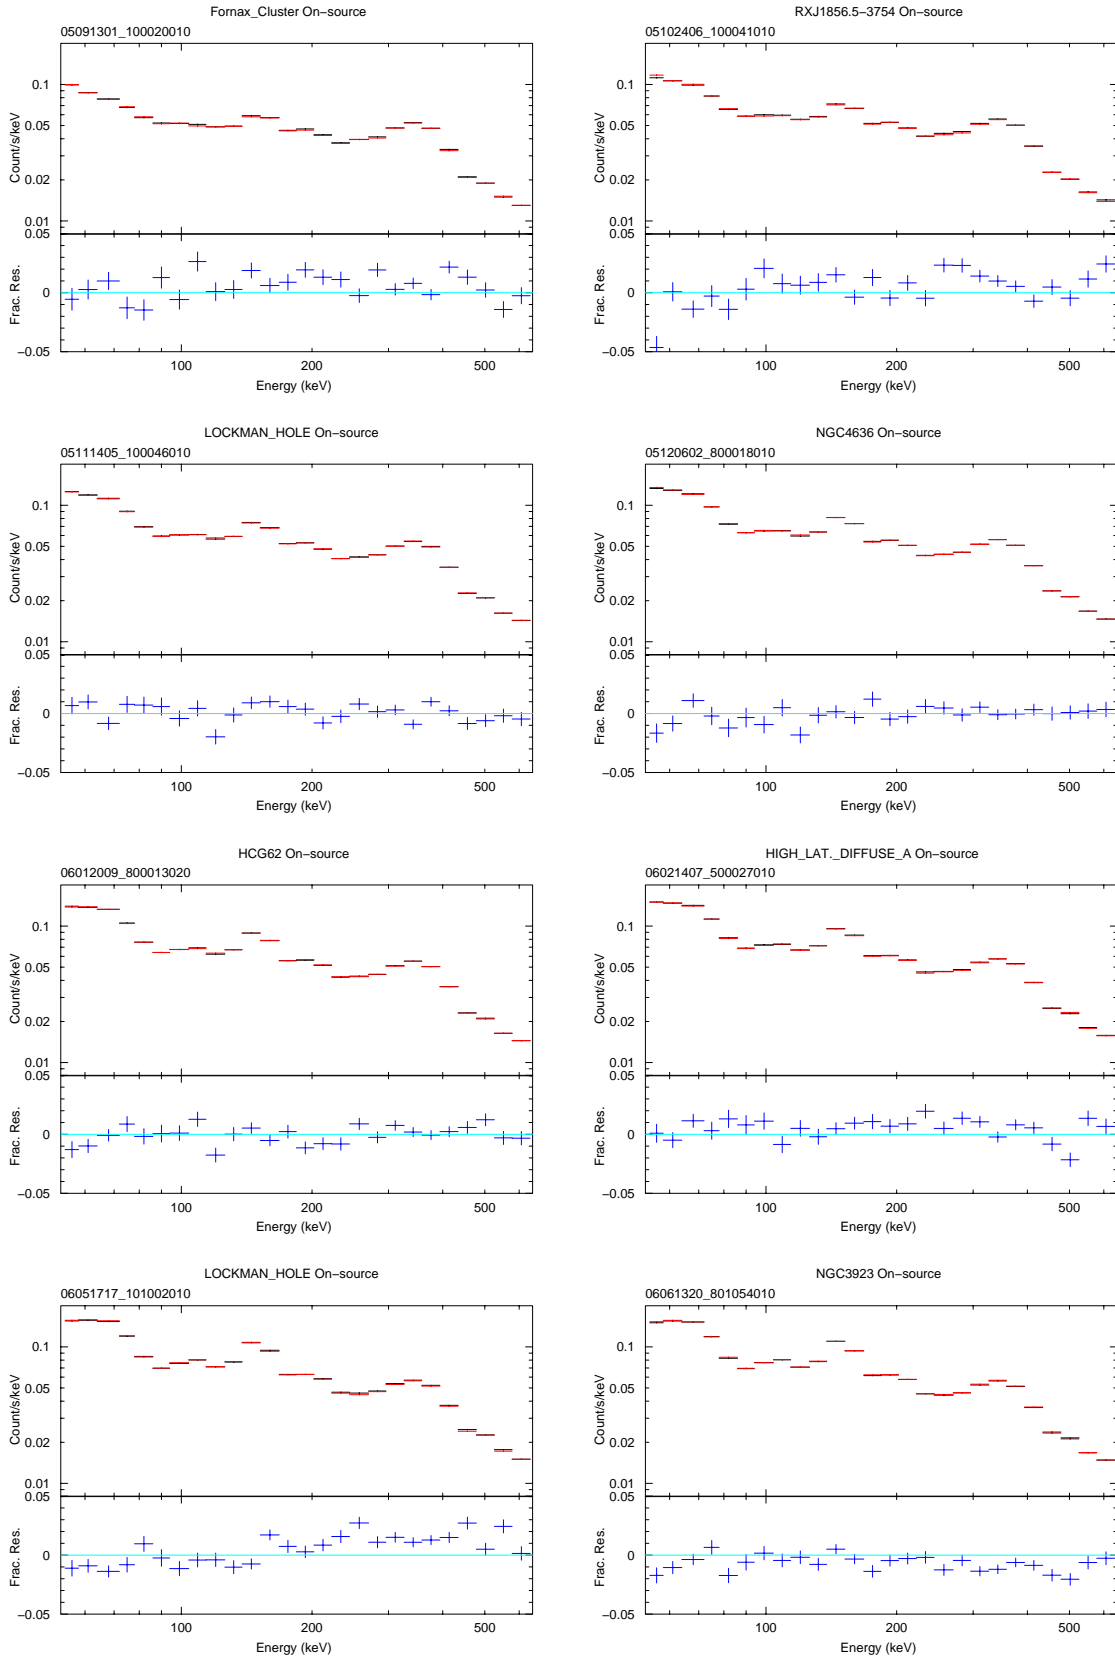 Fornax_Cluster On−source
05091301_100020010
Count/s/keV
0.1
0.05
0.02
0.01
Frac. Res.
0.05
0
−0.05
100 200 500
Energy (keV)
RXJ1856.5−3754 On−source
05102406_100041010
Count/s/keV
0.1
0.05
0.02
0.01
Frac. Res.
0.05
0
−0.05
100 200 500
Energy (keV)
LOCKMAN_HOLE On−source
05111405_100046010
Count/s/keV
0.1
0.05
0.02
0.01
Frac. Res.
0.05
0
−0.05
100 200 500
Energy (keV)
NGC4636 On−source
05120602_800018010
Count/s/keV
0.1
0.05
0.02
0.01
Frac. Res.
0.05
0
−0.05
100 200 500
Energy (keV)
HCG62 On−source
06012009_800013020
Count/s/keV
0.1
0.05
0.02
0.01
Frac. Res.
0.05
0
−0.05
100 200 500
Energy (keV)
HIGH_LAT._DIFFUSE_A On−source
06021407_500027010
Count/s/keV
0.1
0.05
0.02
0.01
Frac. Res.
0.05
0
−0.05
100 200 500
Energy (keV)
LOCKMAN_HOLE On−source
06051717_101002010
Count/s/keV
0.1
0.05
0.02
0.01
Frac. Res.
0.05
0
−0.05
100 200 500
Energy (keV)
NGC3923 On−source
06061320_801054010
Count/s/keV
0.1
0.05
0.02
0.01
Frac. Res.
0.05
0
−0.05
100 200 500
Energy (keV)